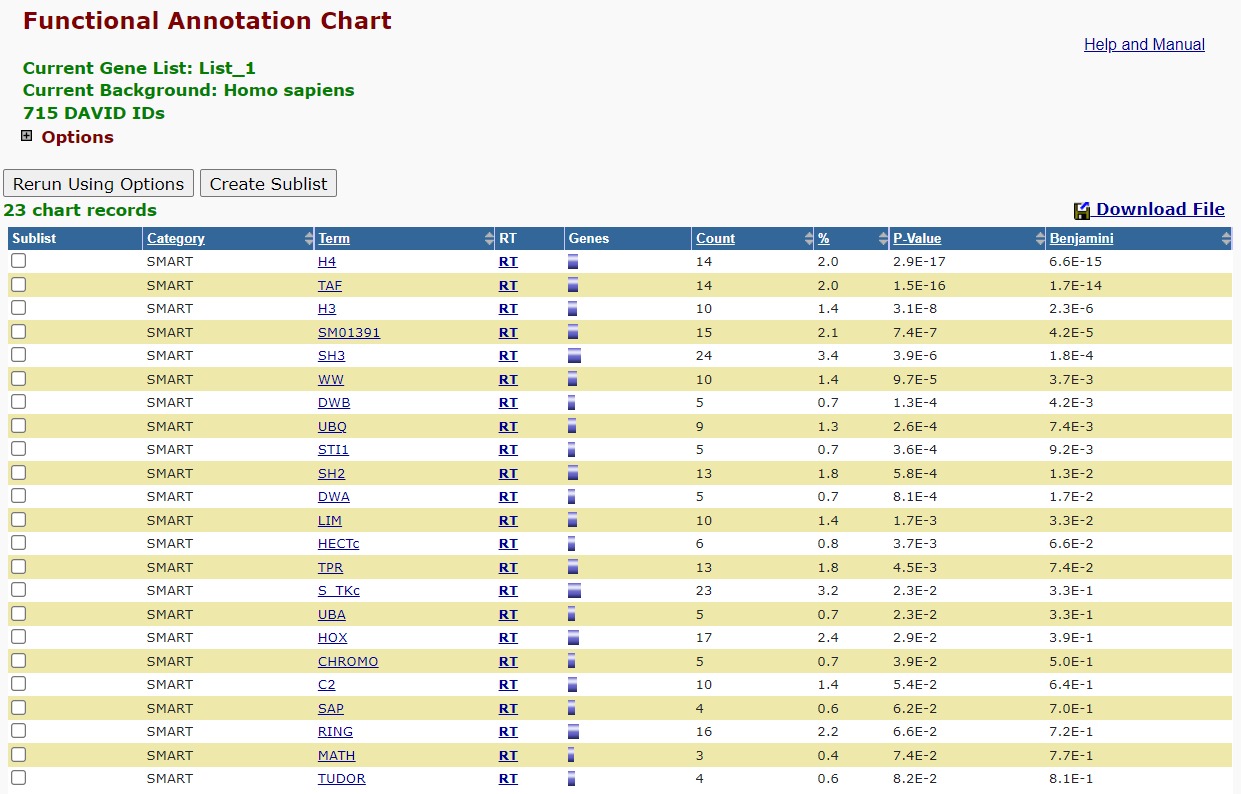 Functional Annotation Chart
Help and Manual
Current Gene List: List_1
Current Background: Homo sapiens
715 DAVID IDs
Options
Rerun Using Options Create Sublist
23 chart records Download File
Sublist Category Term RT Genes Count % P-Value Benjamini
SMART H4 RT 14 2.0 2.9E-17 6.6E-15
SMART TAF RT 14 2.0 1.5E-16 1.7E-14
SMART H3 RT 10 1.4 3.1E-8 2.3E-6
SMART SM01391 RT 15 2.1 7.4E-7 4.2E-5
SMART SH3 RT 24 3.4 3.9E-6 1.8E-4
SMART WW RT 10 1.4 9.7E-5 3.7E-3
SMART DWB RT 5 0.7 1.3E-4 4.2E-3
SMART UBQ RT 9 1.3 2.6E-4 7.4E-3
SMART STI1 RT 5 0.7 3.6E-4 9.2E-3
SMART SH2 RT 13 1.8 5.8E-4 1.3E-2
SMART DWA RT 5 0.7 8.1E-4 1.7E-2
SMART LIM RT 10 1.4 1.7E-3 3.3E-2
SMART HECTc RT 6 0.8 3.7E-3 6.6E-2
SMART TPR RT 13 1.8 4.5E-3 7.4E-2
SMART S_TKc RT 23 3.2 2.3E-2 3.3E-1
SMART UBA RT 5 0.7 2.3E-2 3.3E-1
SMART HOX RT 17 2.4 2.9E-2 3.9E-1
SMART CHROMO RT 5 0.7 3.9E-2 5.0E-1
SMART C2 RT 10 1.4 5.4E-2 6.4E-1
SMART SAP RT 4 0.6 6.2E-2 7.0E-1
SMART RING RT 16 2.2 6.6E-2 7.2E-1
SMART MATH RT 3 0.4 7.4E-2 7.7E-1
SMART TUDOR RT 4 0.6 8.2E-2 8.1E-1